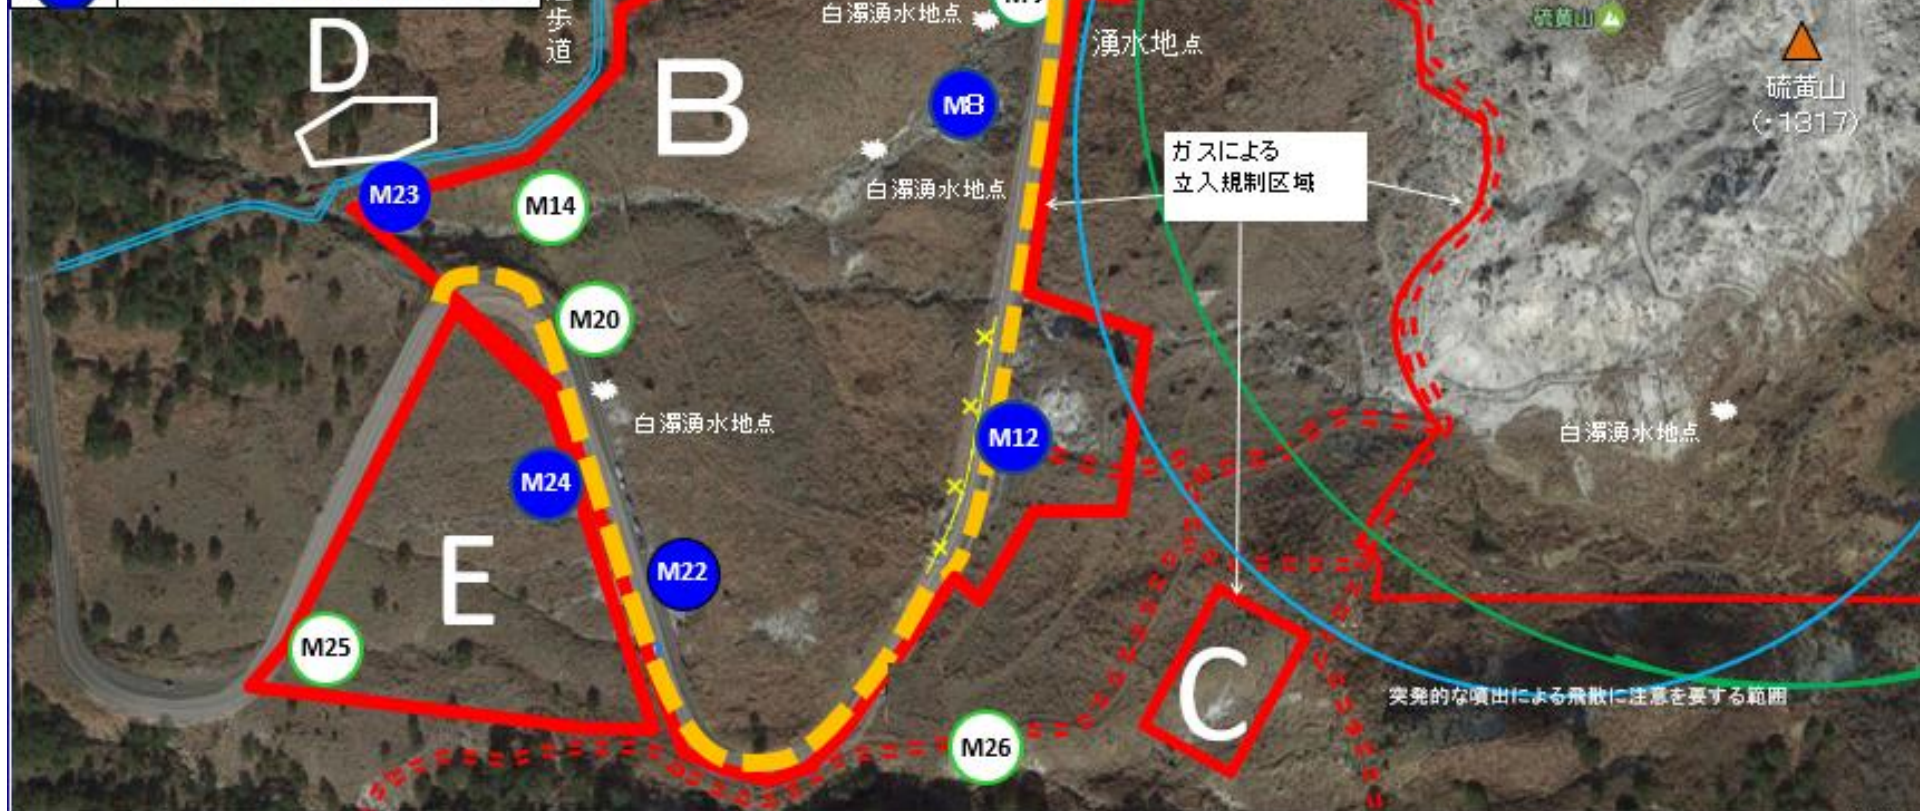 歩
道
白濁湧水地点
湧水地点
硫黄山
硫黄山
(・1317)
D
B
M8
ガスによる
立入規制区域
白濁湧水地点
M23
M14
M20
白濁湧水地点
M12
白濁湧水地点
M24
M22
E
M25
C
突発的な噴出による飛散に注意を要する範囲
M26